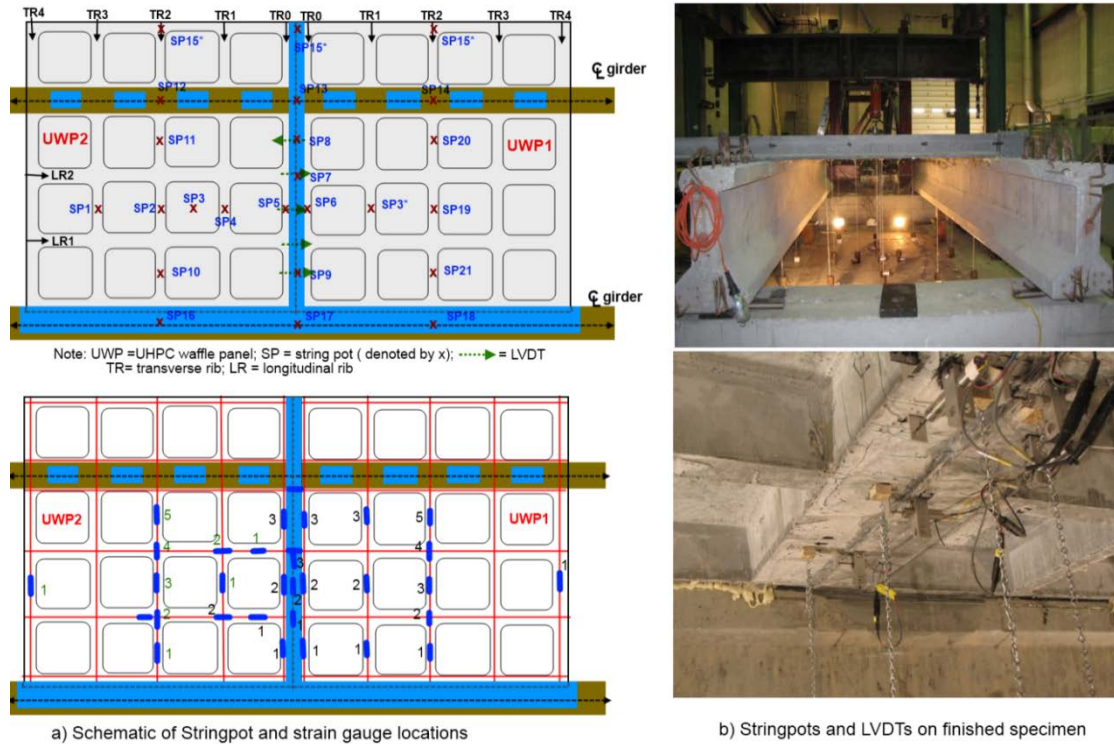 TR4 TR3 TR2 TR1 TR0 TR0 TR1 TR2 TR3 TR4
SP15* SP15* SP15*
℄ girder
SP12 SP13 SP14
UWP2 SP11 SP8 SP20 UWP1
LR2
SP7
SP1 SP2 SP3 SP4 SP5 SP6 SP3* SP19
LR1
SP10 SP9 SP21
℄ girder
SP16 SP17 SP18
Note: UWP =UHPC waffle panel; SP = string pot ( denoted by x); = LVDT
TR= transverse rib; LR = longitudinal rib
UWP2 UWP1
5 3 3 3 5
4 2 1 3 4
1 3 1 2 2 2 2 3 1
2 2 1 1 2
1 1 1 1 1
a) Schematic of Stringpot and strain gauge locations
b) Stringpots and LVDTs on finished specimen